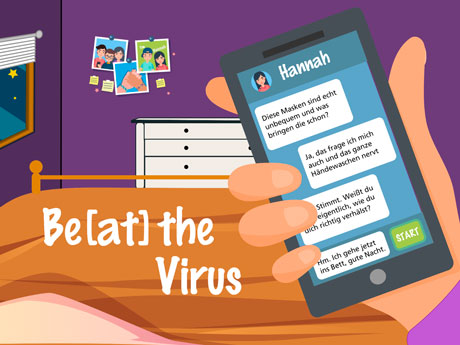 Hannah
Diese Masken sind echt
unbequem und was
bringen die schon?
Ja, das frage ich mich
auch und das ganze
Händewaschen nervt
Stimmt. Weißt du
eigentlich, wie du
dich richtig verhälst?
START
Hm. Ich gehe jetzt
ins Bett, gute Nacht.
Be[at] the
Virus